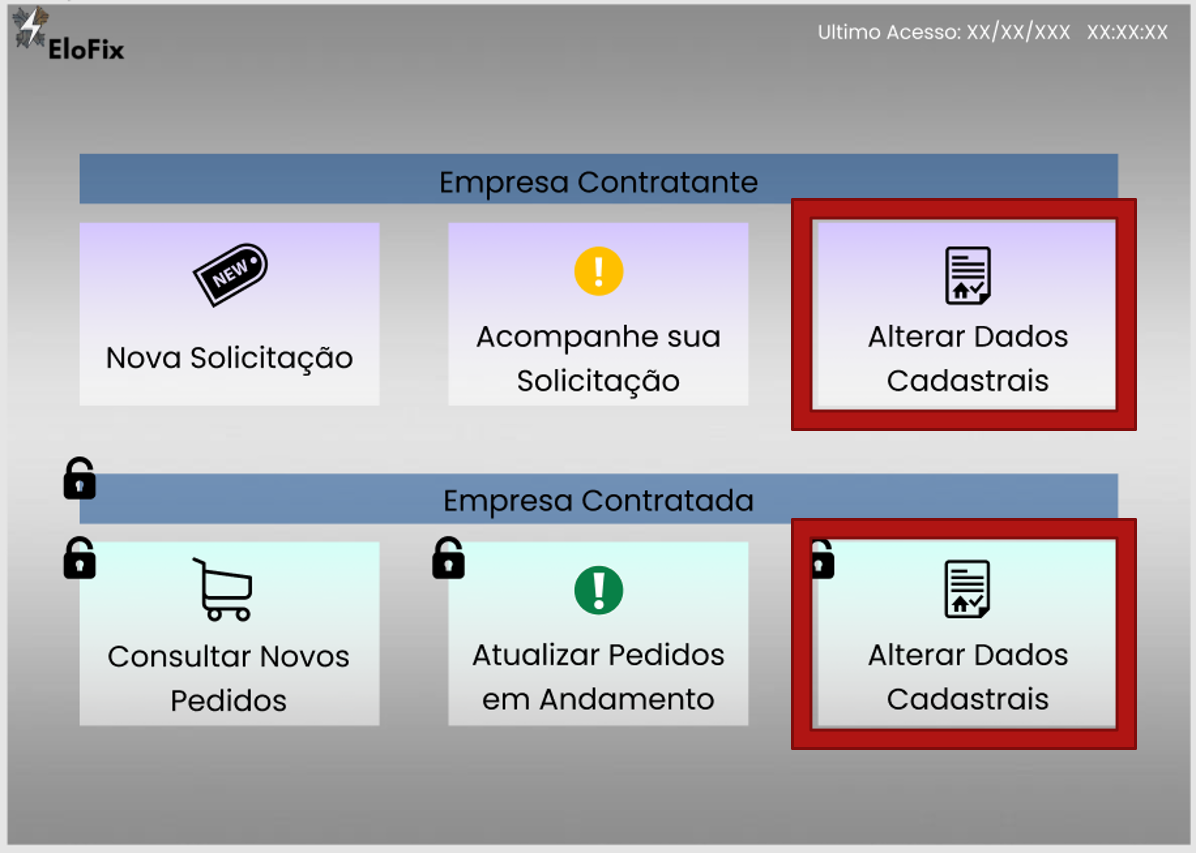 EloFix
Ultimo Acesso: XX/XX/XXX XX:XX:XX
Empresa Contratante
NEW
Nova Solicitação
Acompanhe sua
Solicitação
Alterar Dados
Cadastrais
Empresa Contratada
Consultar Novos
Pedidos
Atualizar Pedidos
em Andamento
Alterar Dados
Cadastrais